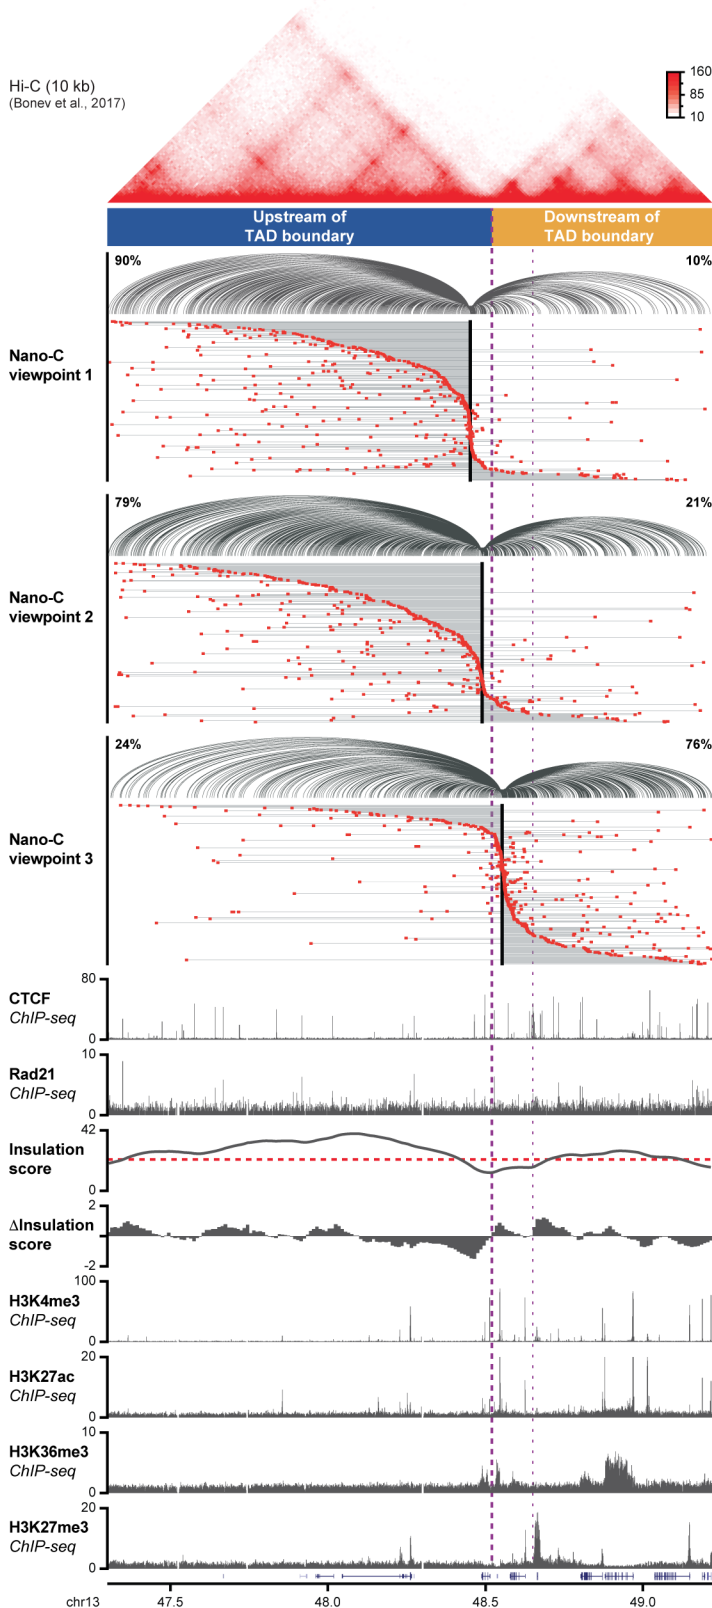 Hi-C (10 kb)
(Bonev et al., 2017)
160
85
10
Upstream of
TAD boundary
Downstream of
TAD boundary
90%
10%
Nano-C
viewpoint 1
79%
21%
Nano-C
viewpoint 2
24%
76%
Nano-C
viewpoint 3
80
CTCF
ChIP-seq
0
10
Rad21
ChIP-seq
0
42
Insulation
score
0
2
ΔInsulation
score
-2
100
H3K4me3
ChIP-seq
0
20
H3K27ac
ChIP-seq
0
10
H3K36me3
ChIP-seq
0
20
H3K27me3
ChIP-seq
0
chr13
47.5
48.0
48.5
49.0